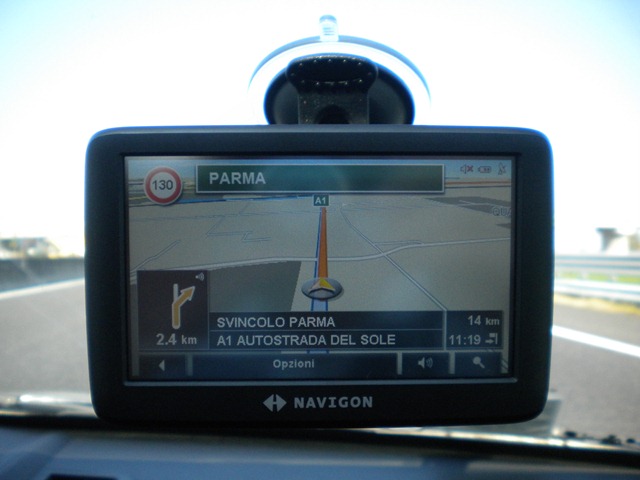 130
PARMA
A1
SVINCOLO PARMA
14 km
2.4 km
A1 AUTOSTRADA DEL SOLE
11:19
Opzioni
NAVIGON